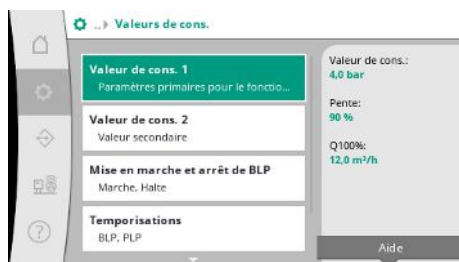 ..▸ Valeurs de cons.
Valeur de cons. 1
Paramètres primaires pour le fonctio...
Valeur de cons. 2
Valeur secondaire
Mise en marche et arrêt de BLP
Marche, Halte
Temporisations
BLP, PLP
Valeur de cons.:
4,0 bar
Pente:
90 %
Q100%:
12,0 m³/h
Aide